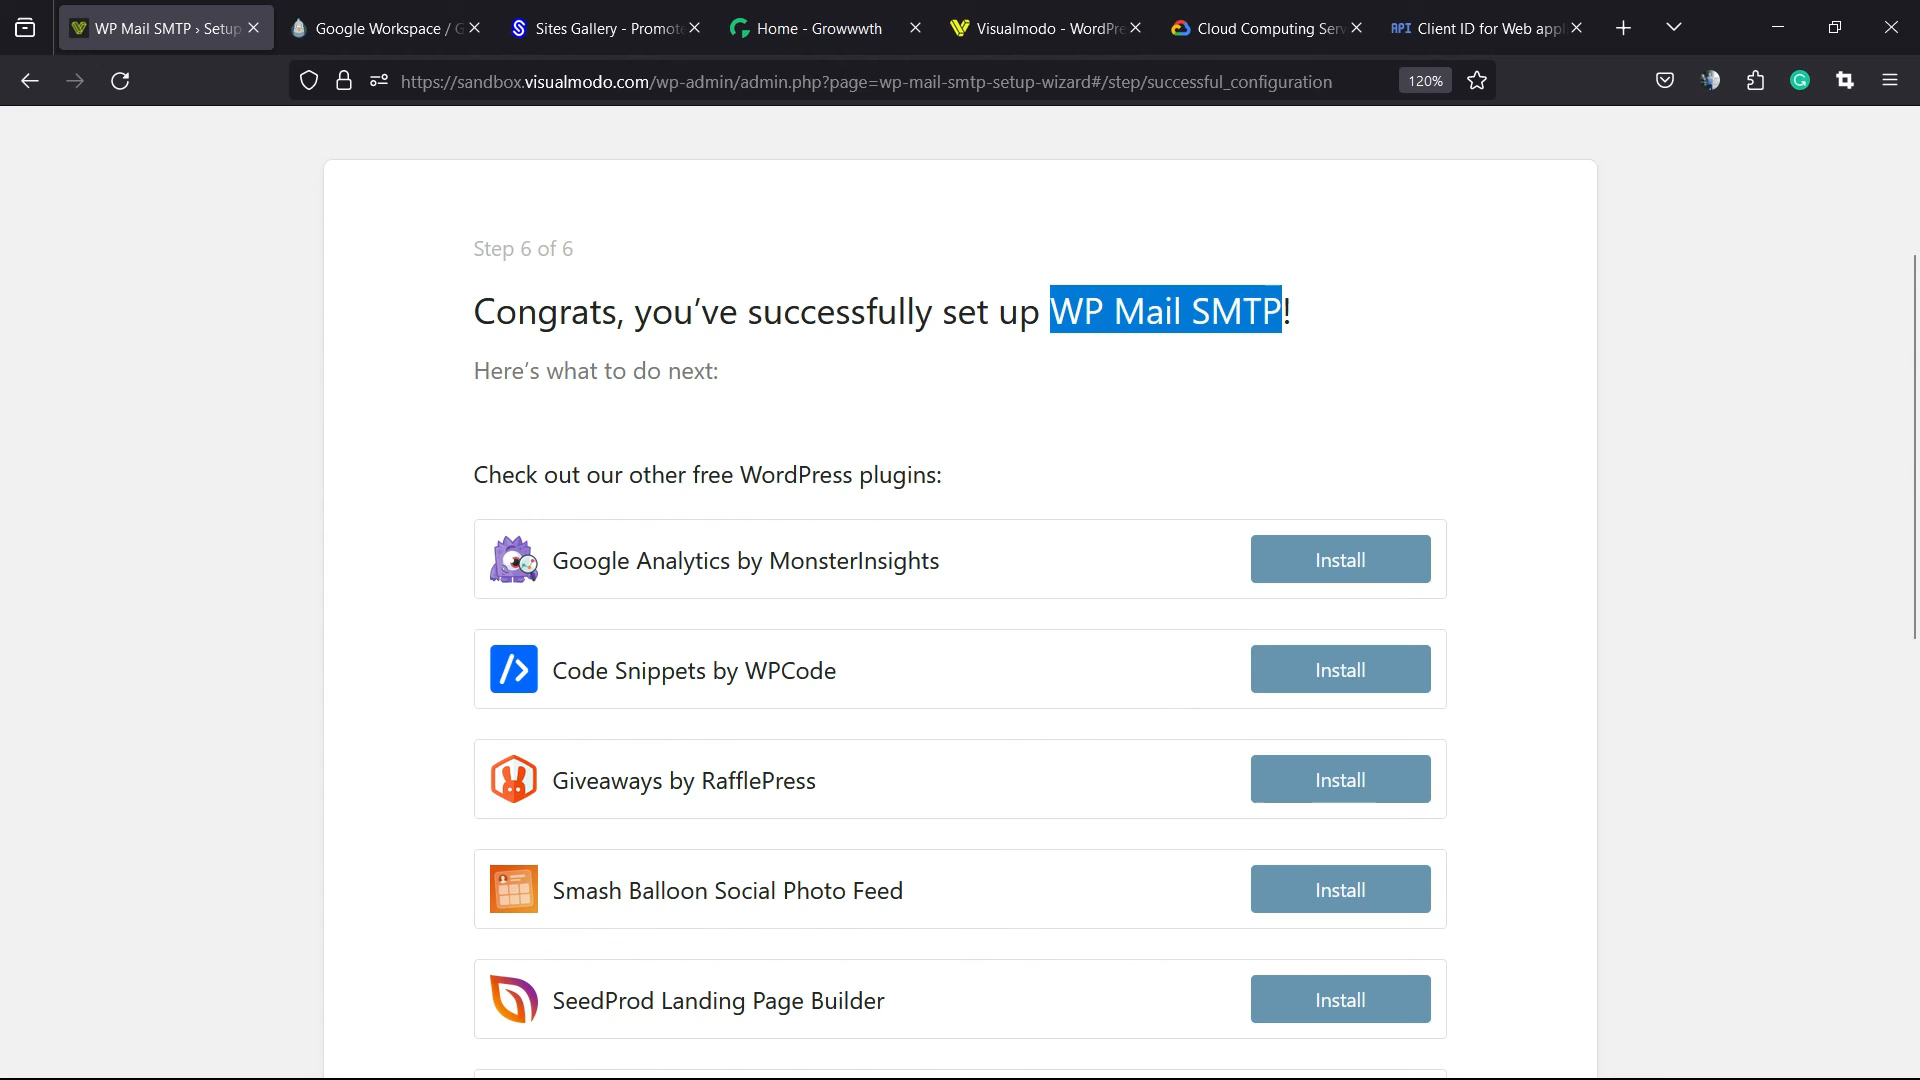 WP Mail SMTP › Setup
Google Workspace / G
Sites Gallery - Promote
Home - Growwwth
Visualmodo - WordPre
Cloud Computing Serv
API Client ID for Web appl
https://sandbox.visualmodo.com/wp-admin/admin.php?page=wp-mail-smtp-setup-wizard#/step/successful_configuration
120%
Step 6 of 6
Congrats, you’ve successfully set up WP Mail SMTP!
Here’s what to do next:
Check out our other free WordPress plugins:
Google Analytics by MonsterInsights
Install
Code Snippets by WPCode
Install
Giveaways by RafflePress
Install
Smash Balloon Social Photo Feed
Install
SeedProd Landing Page Builder
Install